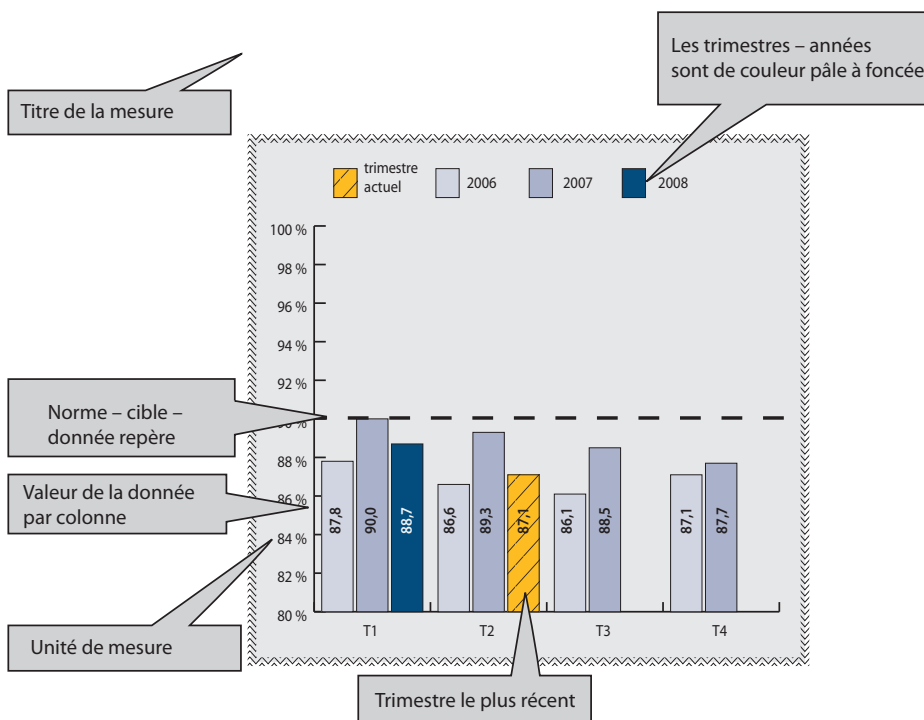 Les trimestres – années
sont de couleur pâle à foncée
Titre de la mesure
trimestre
actuel
2006
2007
2008
100 %
98 %
96 %
94 %
92 %
Norme – cible –
donnée repère
88 %
Valeur de la donnée
par colonne
86 %
84 %
82 %
80 %
87,8
90,0
88,7
86,6
89,3
87,1
86,1
88,5
87,1
87,7
T1
T2
T3
T4
Unité de mesure
Trimestre le plus récent